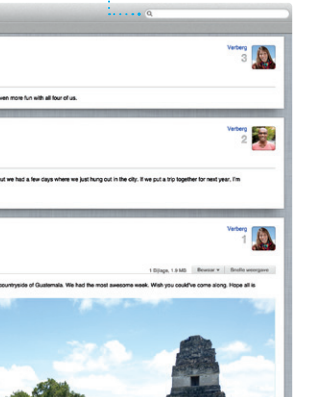 Verberg
3
ven more fun with all four of us.
Verberg
2
ut we had a few days where we just hung out in the city. If we put a trip together for next year, I'm
Verberg
1
1 Bijlage, 1.9 MB Bewaar Snelle weergave
countryside of Guatemala. We had the most awesome week. Wish you could've come along. Hope all is